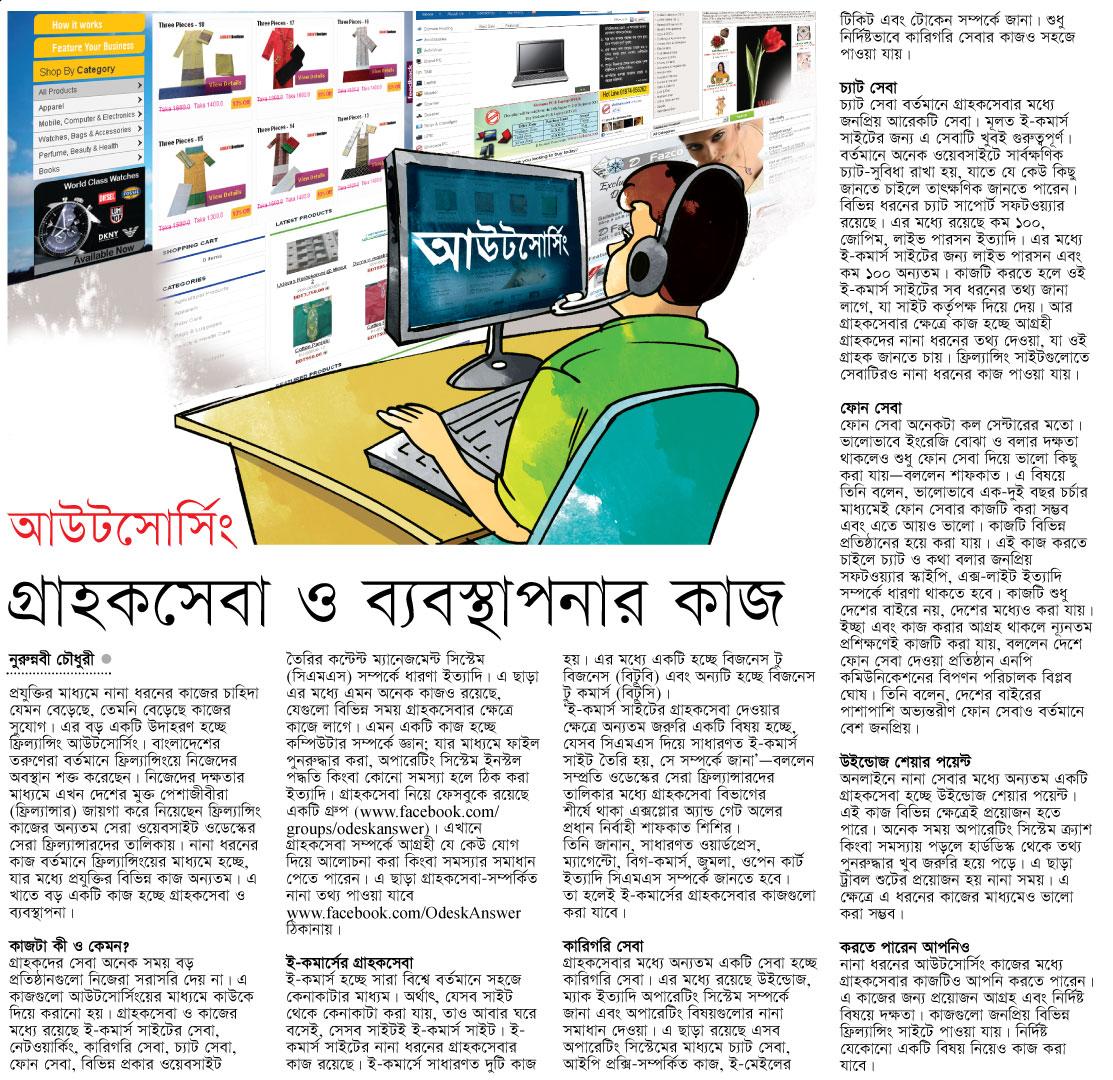 How it works
Feature Your Business
Shop By Category
All Products
Apparel
Mobile, Computer & Electronics
Watches, Bags & Accessories
Perfume, Beauty & Health
Books
World Class Watches
DIESEL
FOSSIL
DKNY
Available Now
Three Pieces - 18
Three Pieces - 17
Three Pieces - 16
View Details
View Details
View Details
Three Pieces - 15
Three Pieces - 14
Three Pieces - 13
View Details
View Details
View Details
SHOPPING CART
0 items
CATEGORIES
LATEST PRODUCTS
FEATURED PRODUCTS
feedback
আউটসোর্সিং
আউটসোর্সিং
গ্রাহকসেবা ও ব্যবস্থাপনার কাজ
নুরুন্নবী চৌধুরী
প্রযুক্তির মাধ্যমে নানা ধরনের কাজের চাহিদা
যেমন বেড়েছে, তেমনি বেড়েছে কাজের
সুযোগ। এর বড় একটি উদাহরণ হচ্ছে
ফ্রিল্যান্সিং আউটসোর্সিং। বাংলাদেশের
তরুণেরা বর্তমানে ফ্রিল্যান্সিংয়ে নিজেদের
অবস্থান শক্ত করেছেন। নিজেদের দক্ষতার
মাধ্যমে এখন দেশের মুক্ত পেশাজীবীরা
(ফ্রিল্যান্সার) জায়গা করে নিয়েছেন ফ্রিল্যান্সিং
কাজের অন্যতম সেরা ওয়েবসাইট ওডেস্কের
সেরা ফ্রিল্যান্সারদের তালিকায়। নানা ধরনের
কাজ বর্তমানে ফ্রিল্যান্সিংয়ের মাধ্যমে হচ্ছে,
যার মধ্যে প্রযুক্তির বিভিন্ন কাজ অন্যতম। এ
খাতে বড় একটি কাজ হচ্ছে গ্রাহকসেবা ও
ব্যবস্থাপনা।
কাজটা কী ও কেমন?
গ্রাহকদের সেবা অনেক সময় বড়
প্রতিষ্ঠানগুলো নিজেরা সরাসরি দেয় না। এ
কাজগুলো আউটসোর্সিংয়ের মাধ্যমে কাউকে
দিয়ে করানো হয়। গ্রাহকসেবা ও কাজের
মধ্যে রয়েছে ই-কমার্স সাইটের সেবা,
নেটওয়ার্কিং, কারিগরি সেবা, চ্যাট সেবা,
ফোন সেবা, বিভিন্ন প্রকার ওয়েবসাইট
তৈরির কন্টেন্ট ম্যানেজমেন্ট সিস্টেম
(সিএমএস) সম্পর্কে ধারণা ইত্যাদি। এ ছাড়া
এর মধ্যে এমন অনেক কাজও রয়েছে,
যেগুলো বিভিন্ন সময় গ্রাহকসেবার ক্ষেত্রে
কাজে লাগে। এমন একটি কাজ হচ্ছে
কম্পিউটার সম্পর্কে জ্ঞান; যার মাধ্যমে ফাইল
পুনরুদ্ধার করা, অপারেটিং সিস্টেম ইনস্টল
পদ্ধতি কিংবা কোনো সমস্যা হলে ঠিক করা
ইত্যাদি। গ্রাহকসেবা নিয়ে ফেসবুকে রয়েছে
একটি গ্রুপ (www.facebook.com/
groups/odeskanswer)। এখানে
গ্রাহকসেবা সম্পর্কে আগ্রহী যে কেউ যোগ
দিয়ে আলোচনা করা কিংবা সমস্যার সমাধান
পেতে পারেন। এ ছাড়া গ্রাহকসেবা-সম্পর্কিত
নানা তথ্য পাওয়া যাবে
www.facebook.com/OdeskAnswer
ঠিকানায়।
ই-কমার্সের গ্রাহকসেবা
ই-কমার্স হচ্ছে সারা বিশ্বে বর্তমানে সহজে
কেনাকাটার মাধ্যম। অর্থাৎ, যেসব সাইট
থেকে কেনাকাটা করা যায়, তাও আবার ঘরে
বসেই, সেসব সাইটই ই-কমার্স সাইট। ই-
কমার্স সাইটের নানা ধরনের গ্রাহকসেবার
কাজ রয়েছে। ই-কমার্সে সাধারণত দুটি কাজ
হয়। এর মধ্যে একটি হচ্ছে বিজনেস টু
বিজনেস (বিটুবি) এবং অন্যটি হচ্ছে বিজনেস
টু কমার্স (বিটুসি)।
'ই-কমার্স সাইটের গ্রাহকসেবা দেওয়ার
ক্ষেত্রে অন্যতম জরুরি একটি বিষয় হচ্ছে,
যেসব সিএমএস দিয়ে সাধারণত ই-কমার্স
সাইট তৈরি হয়, সে সম্পর্কে জানা'—বললেন
সম্প্রতি ওডেস্কের সেরা ফ্রিল্যান্সারদের
তালিকার মধ্যে গ্রাহকসেবা বিভাগের
শীর্ষে থাকা এক্সপ্লোর অ্যান্ড গেট অলের
প্রধান নির্বাহী শাফকাত শিশির।
তিনি জানান, সাধারণত ওয়ার্ডপ্রেস,
ম্যাগেন্টো, বিগ-কমার্স, জুমলা, ওপেন কার্ট
ইত্যাদি সিএমএস সম্পর্কে জানতে হবে।
তা হলেই ই-কমার্সের গ্রাহকসেবার কাজগুলো
করা যাবে।
কারিগরি সেবা
গ্রাহকসেবার মধ্যে অন্যতম একটি সেবা হচ্ছে
কারিগরি সেবা। এর মধ্যে রয়েছে উইন্ডোজ,
ম্যাক ইত্যাদি অপারেটিং সিস্টেম সম্পর্কে
জানা এবং অপারেটিং বিষয়গুলোর নানা
সমাধান দেওয়া। এ ছাড়া রয়েছে এসব
অপারেটিং সিস্টেমের মাধ্যমে চ্যাট সেবা,
আইপি প্রক্সি-সম্পর্কিত কাজ, ই-মেইলের
টিকিট এবং টোকেন সম্পর্কে জানা। শুধু
নির্দিষ্টভাবে কারিগরি সেবার কাজও সহজে
পাওয়া যায়।
চ্যাট সেবা
চ্যাট সেবা বর্তমানে গ্রাহকসেবার মধ্যে
জনপ্রিয় আরেকটি সেবা। মূলত ই-কমার্স
সাইটের জন্য এ সেবাটি খুবই গুরুত্বপূর্ণ।
বর্তমানে অনেক ওয়েবসাইটে সার্বক্ষণিক
চ্যাট-সুবিধা রাখা হয়, যাতে যে কেউ কিছু
জানতে চাইলে তাৎক্ষণিক জানতে পারেন।
বিভিন্ন ধরনের চ্যাট সাপোর্ট সফটওয়্যার
রয়েছে। এর মধ্যে রয়েছে কম ১০০,
জোপিম, লাইভ পারসন ইত্যাদি। এর মধ্যে
ই-কমার্স সাইটের জন্য লাইভ পারসন এবং
কম ১০০ অন্যতম। কাজটি করতে হলে ওই
ই-কমার্স সাইটের সব ধরনের তথ্য জানা
লাগে, যা সাইট কর্তৃপক্ষ দিয়ে দেয়। আর
গ্রাহকসেবার ক্ষেত্রে কাজ হচ্ছে আগ্রহী
গ্রাহকদের নানা ধরনের তথ্য দেওয়া, যা ওই
গ্রাহক জানতে চায়। ফ্রিল্যান্সিং সাইটগুলোতে
সেবাটিরও নানা ধরনের কাজ পাওয়া যায়।
ফোন সেবা
ফোন সেবা অনেকটা কল সেন্টারের মতো।
ভালোভাবে ইংরেজি বোঝা ও বলার দক্ষতা
থাকলেও শুধু ফোন সেবা দিয়ে ভালো কিছু
করা যায়—বললেন শাফকাত। এ বিষয়ে
তিনি বলেন, ভালোভাবে এক-দুই বছর চর্চার
মাধ্যমেই ফোন সেবার কাজটি করা সম্ভব
এবং এতে আয়ও ভালো। কাজটি বিভিন্ন
প্রতিষ্ঠানের হয়ে করা যায়। এই কাজ করতে
চাইলে চ্যাট ও কথা বলার জনপ্রিয়
সফটওয়্যার স্কাইপি, এক্স-লাইট ইত্যাদি
সম্পর্কে ধারণা থাকতে হবে। কাজটি শুধু
দেশের বাইরে নয়, দেশের মধ্যেও করা যায়।
ইচ্ছা এবং কাজ করার আগ্রহ থাকলে ন্যূনতম
প্রশিক্ষণেই কাজটি করা যায়, বললেন দেশে
ফোন সেবা দেওয়া প্রতিষ্ঠান এনপি
কমিউনিকেশনের বিপণন পরিচালক বিপ্লব
ঘোষ। তিনি বলেন, দেশের বাইরের
পাশাপাশি অভ্যন্তরীণ ফোন সেবাও বর্তমানে
বেশ জনপ্রিয়।
উইন্ডোজ শেয়ার পয়েন্ট
অনলাইনে নানা সেবার মধ্যে অন্যতম একটি
গ্রাহকসেবা হচ্ছে উইন্ডোজ শেয়ার পয়েন্ট।
এই কাজ বিভিন্ন ক্ষেত্রেই প্রয়োজন হতে
পারে। অনেক সময় অপারেটিং সিস্টেম ক্র্যাশ
কিংবা সমস্যায় পড়লে হার্ডডিস্ক থেকে তথ্য
পুনরুদ্ধার খুব জরুরি হয়ে পড়ে। এ ছাড়া
ট্রাবল শুটের প্রয়োজন হয় নানা সময়। এ
ক্ষেত্রে এ ধরনের কাজের মাধ্যমেও ভালো
করা সম্ভব।
করতে পারেন আপনিও
নানা ধরনের আউটসোর্সিং কাজের মধ্যে
গ্রাহকসেবার কাজটিও আপনি করতে পারেন।
এ কাজের জন্য প্রয়োজন আগ্রহ এবং নির্দিষ্ট
বিষয়ে দক্ষতা। কাজগুলো জনপ্রিয় বিভিন্ন
ফ্রিল্যান্সিং সাইটে পাওয়া যায়। নির্দিষ্ট
যেকোনো একটি বিষয় নিয়েও কাজ করা
যাবে।